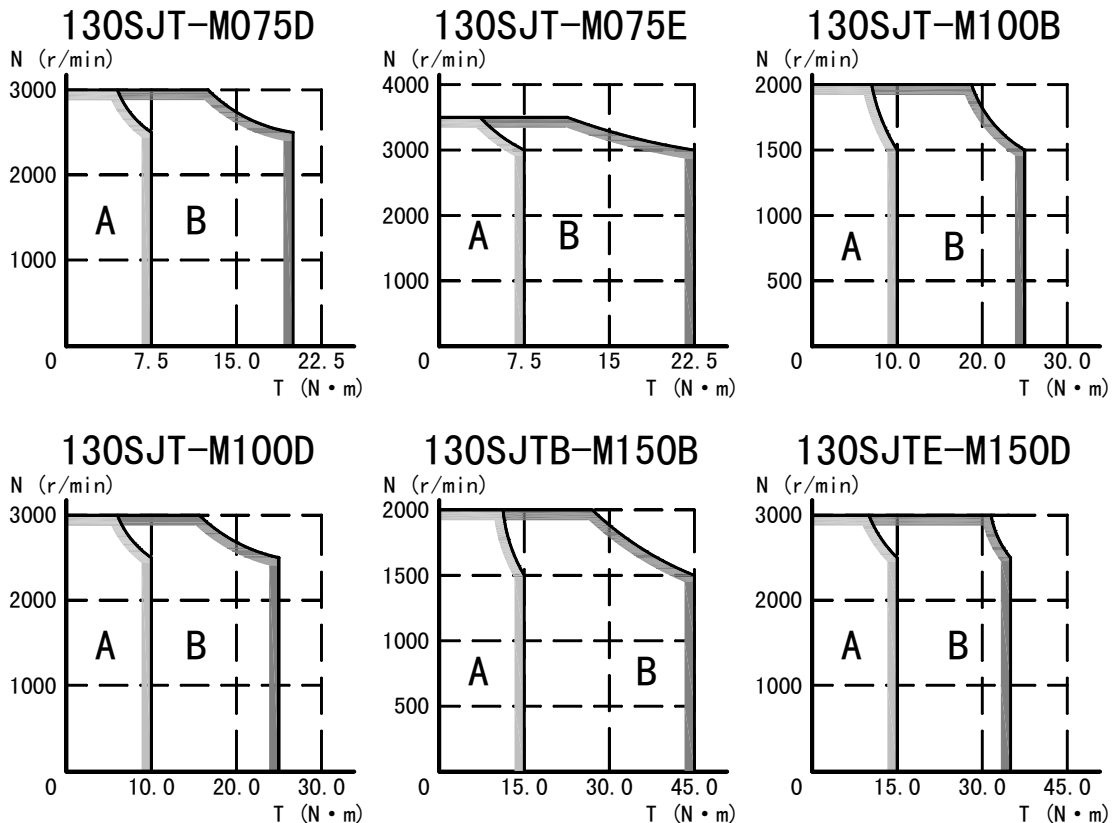 130SJT-M075D
N (r/min)
3000
2000
1000
0
A
B
7.5
15.0
22.5
T (N·m)
130SJT-M075E
N (r/min)
4000
3000
2000
1000
0
A
B
7.5
15
22.5
T (N·m)
130SJT-M100B
N (r/min)
2000
1500
1000
500
0
A
B
10.0
20.0
30.0
T (N·m)
130SJT-M100D
N (r/min)
3000
2000
1000
0
A
B
10.0
20.0
30.0
T (N·m)
130SJTB-M150B
N (r/min)
2000
1500
1000
500
0
A
B
15.0
30.0
45.0
T (N·m)
130SJTE-M150D
N (r/min)
3000
2000
1000
0
A
B
15.0
30.0
45.0
T (N·m)